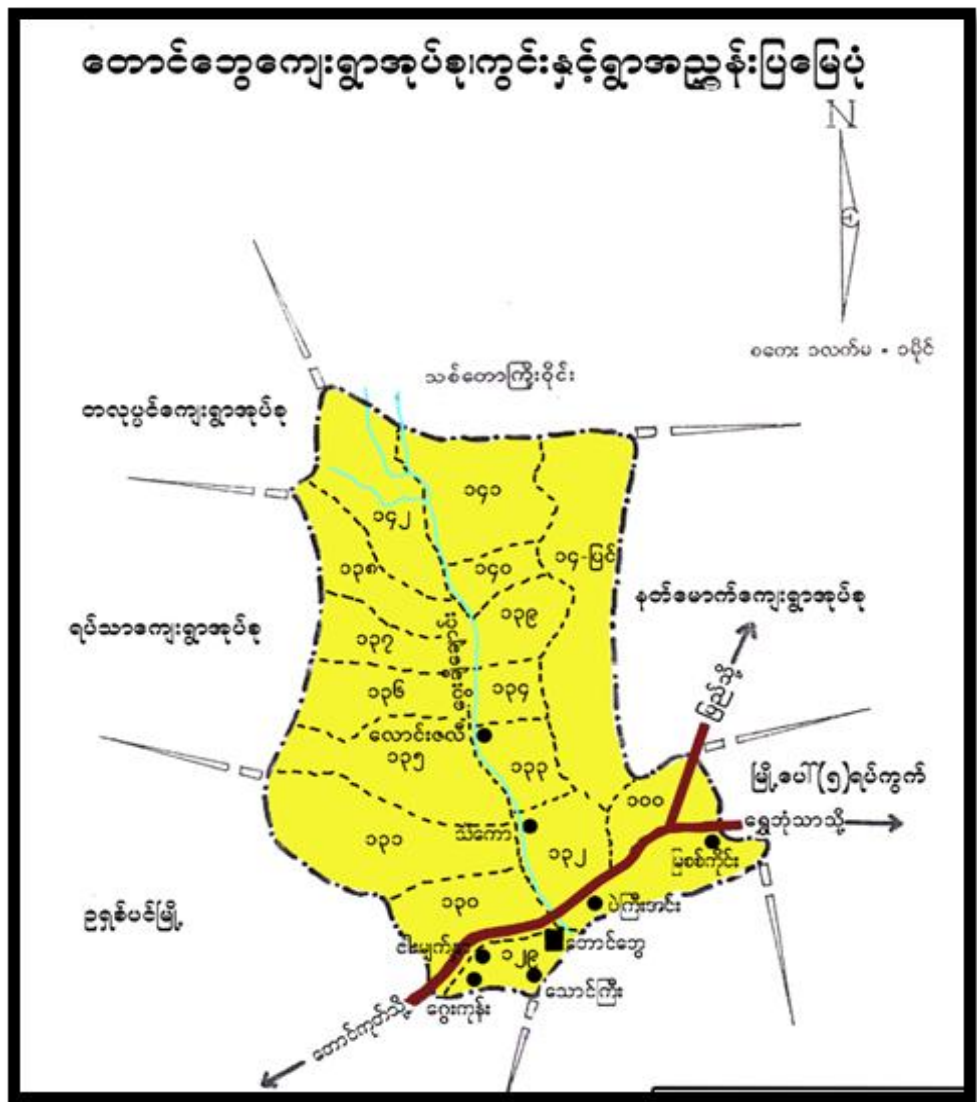 တောင်ဘွေကျေးရွာအုပ်စု၊ကွင်းနှင့်ရွာအညွှန်းပြမြေပုံ
N
စကေး ၁လက်မ = ၁မိုင်
သစ်တောကြိုးဝိုင်း
တလုပ္ပင်ကျေးရွာအုပ်စု
၁၄၁
၁၄၂
၁၄-ပြင်
၁၄၀
၁၃၈
၁၃၉
နတ်မောက်ကျေးရွာအုပ်စု
ရပ်သာကျေးရွာအုပ်စု
၁၃၇
၁၃၆
၁၃၄
ပြည်သို့
လောင်းဇလီ
၁၃၅
၁၃၃
မြို့ပေါ်(၅)ရပ်ကွက်
၁၀၀
ရွှေဘုံသာသို့
သဲကော
၁၃၁
၁၃၂
မြစစ်ကိုင်း
၁၃၀
ပဲကြီးအင်း
ဥရှစ်ပင်မြို့
ငါးမျက်နှာ
၁၂၉
တောင်ဘွေ
သောင်ကြီး
ဂွေးကုန်း
တောင်ကုတ်သို့